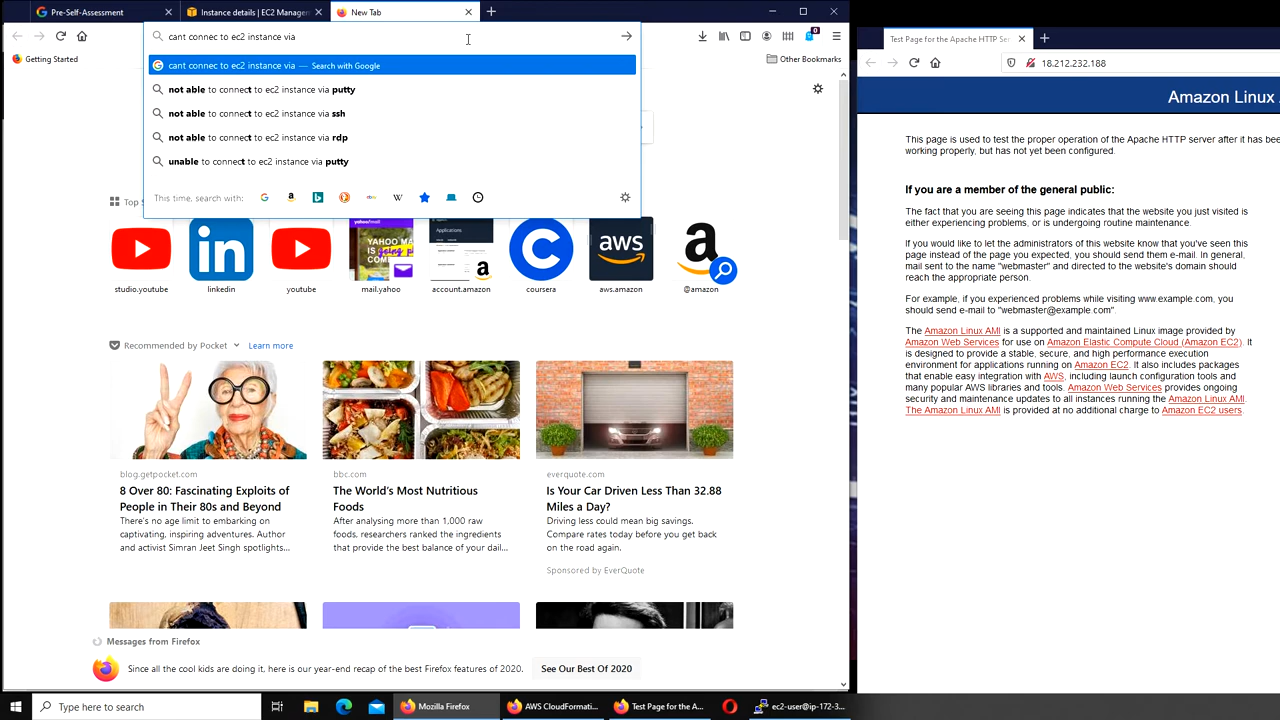 Pre-Self-Assessment
Instance details | EC2 Manager
New Tab
cant connec to ec2 instance via
Getting Started
Other Bookmarks
cant connec to ec2 instance via — Search with Google
not able to connect to ec2 instance via putty
not able to connect to ec2 instance via ssh
not able to connect to ec2 instance via rdp
unable to connect to ec2 instance via putty
This time, search with:
Top S
studio.youtube
linkedin
youtube
mail.yahoo
account.amazon
coursera
aws.amazon
@amazon
Recommended by Pocket
Learn more
blog.getpocket.com
8 Over 80: Fascinating Exploits of
People in Their 80s and Beyond
There's no age limit to embarking on
captivating, inspiring adventures. Author
and activist Simran Jeet Singh spotlights...
bbc.com
The World's Most Nutritious
Foods
After analysing more than 1,000 raw
foods, researchers ranked the ingredients
that provide the best balance of your dail...
everquote.com
Is Your Car Driven Less Than 32.88
Miles a Day?
Driving less could mean big savings.
Compare rates today before you get back
on the road again.
Sponsored by EverQuote
Messages from Firefox
Since all the cool kids are doing it, here is our year-end recap of the best Firefox features of 2020.
See Our Best Of 2020
Test Page for the Apache HTTP Ser
18.212.232.188
Amazon Linux
This page is used to test the proper operation of the Apache HTTP server after it has bee
working properly, but has not yet been configured.
If you are a member of the general public:
The fact that you are seeing this page indicates that the website you just visited is
either experiencing problems, or is undergoing routine maintenance.
If you would like to let the administrators of this website know that you've seen this
page instead of the page you expected, you should send them e-mail. In general,
mail sent to the name "webmaster" and directed to the website's domain should
reach the appropriate person.
For example, if you experienced problems while visiting www.example.com, you
should send e-mail to "webmaster@example.com".
The Amazon Linux AMI is a supported and maintained Linux image provided by
Amazon Web Services for use on Amazon Elastic Compute Cloud (Amazon EC2). It
is designed to provide a stable, secure, and high performance execution
environment for applications running on Amazon EC2. It also includes packages
that enable easy integration with AWS, including launch configuration tools and
many popular AWS libraries and tools. Amazon Web Services provides ongoing
security and maintenance updates to all instances running the Amazon Linux AMI.
The Amazon Linux AMI is provided at no additional charge to Amazon EC2 users.
Type here to search
Mozilla Firefox
AWS CloudFormati...
Test Page for the A...
ec2-user@ip-172-3...